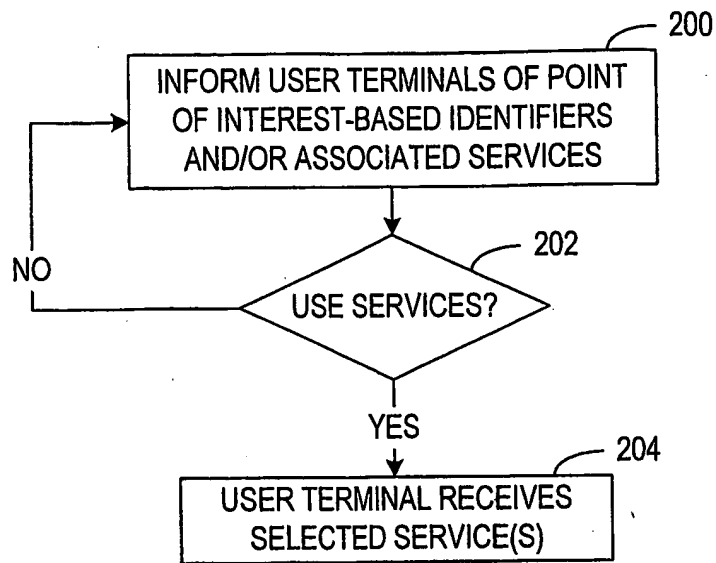 200
INFORM USER TERMINALS OF POINT
OF INTEREST-BASED IDENTIFIERS
AND/OR ASSOCIATED SERVICES
202
NO
USE SERVICES?
YES
204
USER TERMINAL RECEIVES
SELECTED SERVICE(S)